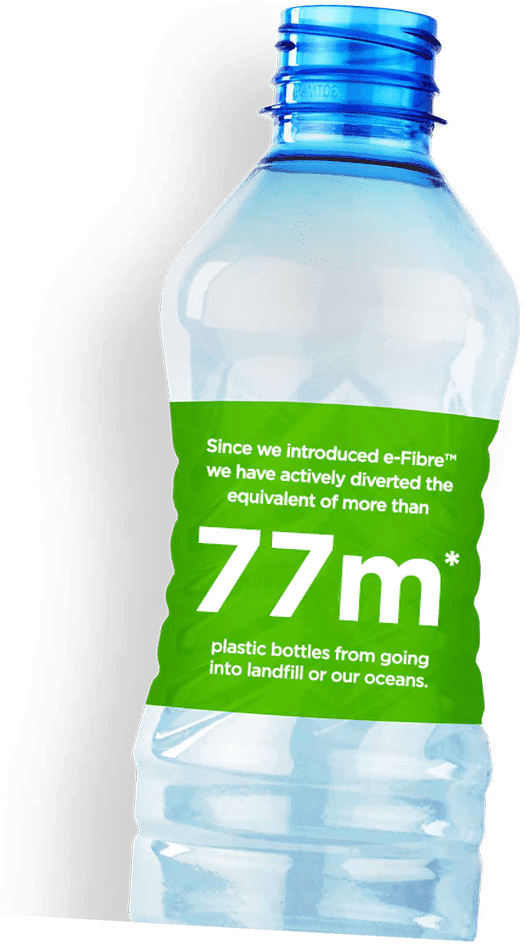 Since we introduced e-Fibre™
we have actively diverted the
equivalent of more than
77m*
plastic bottles from going
into landfill or our oceans.